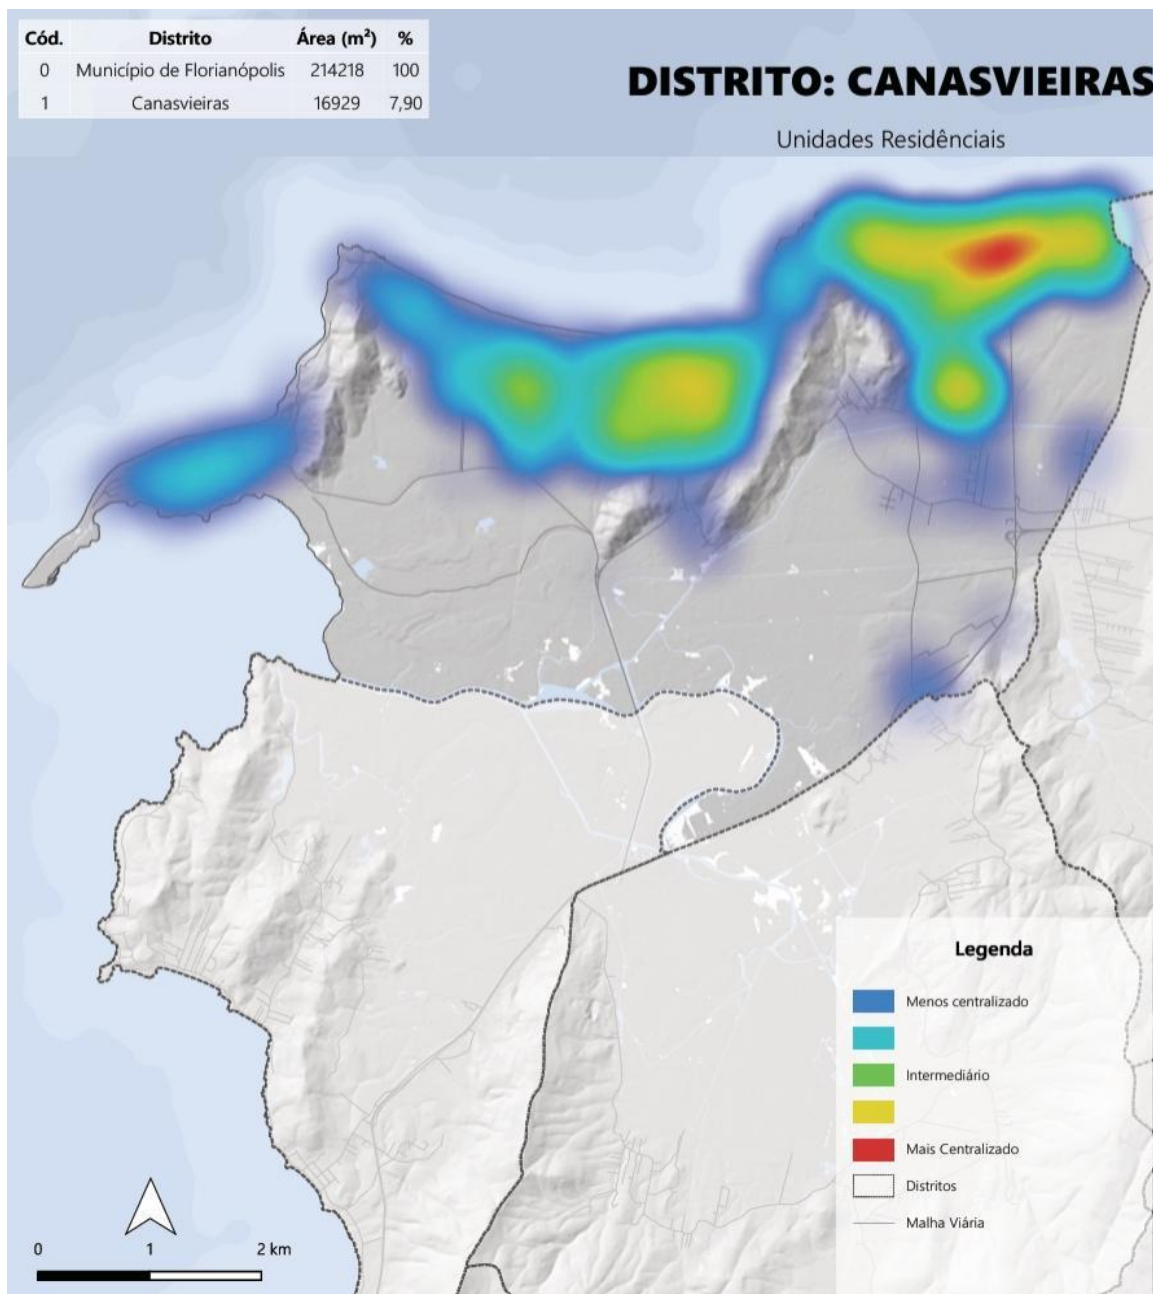 Cód. Distrito Área (m²) %
0 Município de Florianópolis 214218 100
1 Canasvieiras 16929 7,90
DISTRITO: CANASVIEIRAS
Unidades Residênciais
Legenda
Menos centralizado
Intermediário
Mais Centralizado
Distritos
Malha Viária
0 1 2 km